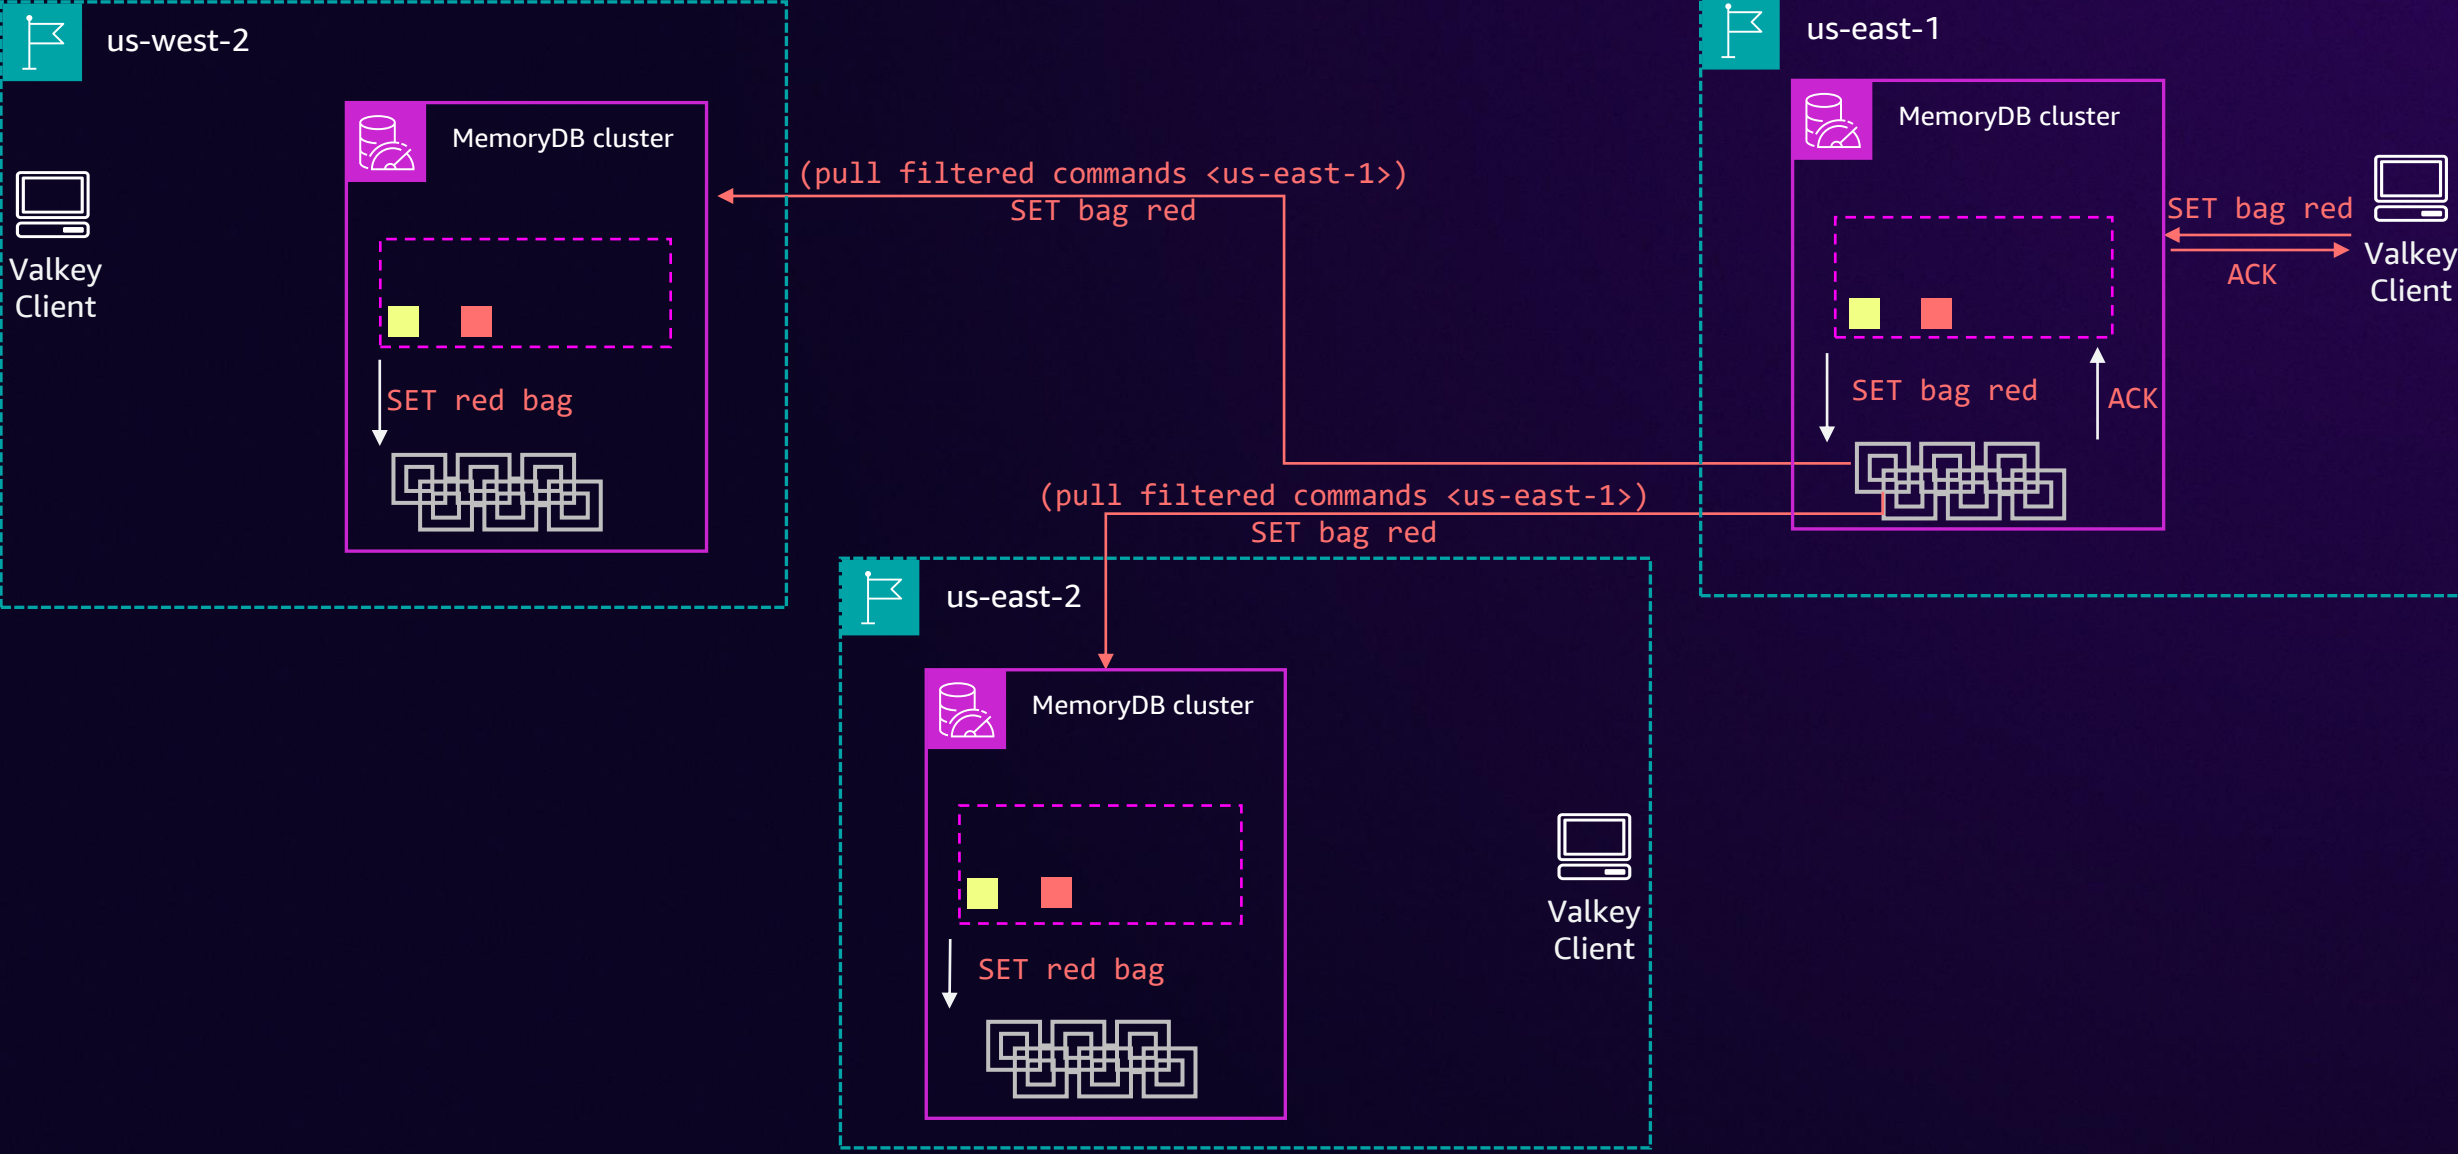 us-west-2
MemoryDB cluster
Valkey
Client
SET red bag
(pull filtered commands <us-east-1>)
SET bag red
us-east-1
MemoryDB cluster
SET bag red
ACK
Valkey
Client
SET bag red
ACK
(pull filtered commands <us-east-1>)
SET bag red
us-east-2
MemoryDB cluster
Valkey
Client
SET red bag